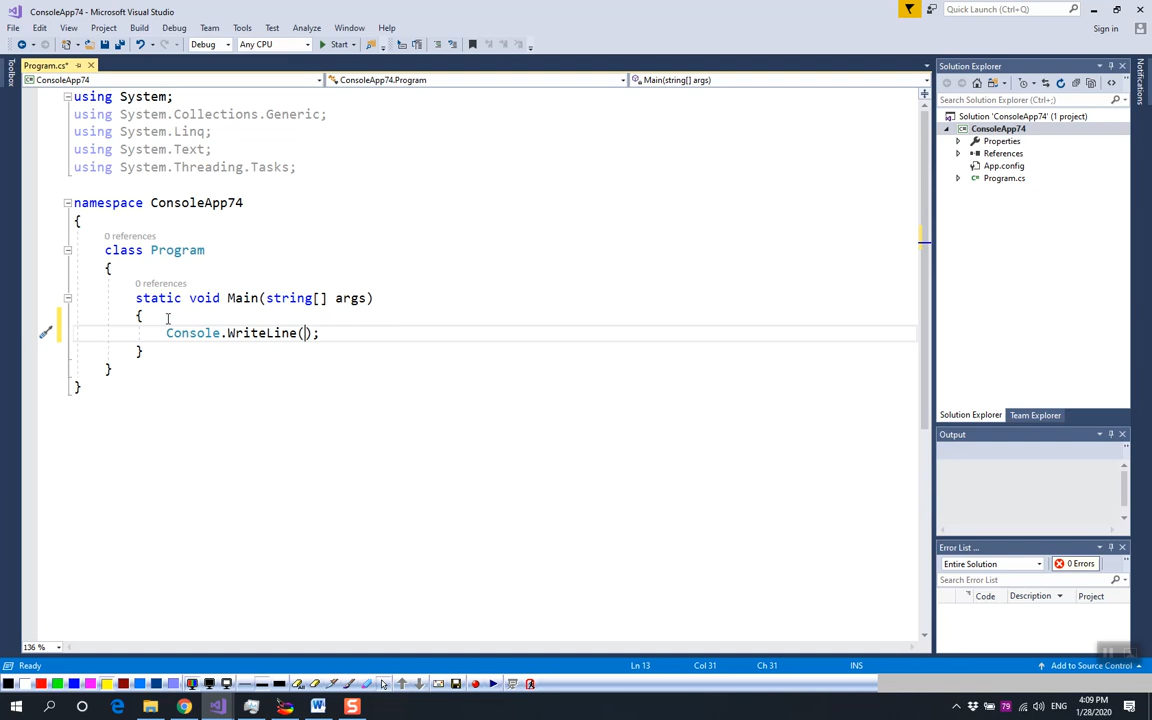 ConsoleApp74 - Microsoft Visual Studio
Quick Launch (Ctrl+Q)
File Edit View Project Build Debug Team Tools Test Analyze Window Help
Sign in
Debug Any CPU Start
Program.cs*
ConsoleApp74
ConsoleApp74.Program
Main(string[] args)
Toolbox
using System;
using System.Collections.Generic;
using System.Linq;
using System.Text;
using System.Threading.Tasks;
namespace ConsoleApp74
{
0 references
class Program
{
0 references
static void Main(string[] args)
{
Console.WriteLine();
}
}
}
136 %
Solution Explorer
Search Solution Explorer (Ctrl+;)
Solution 'ConsoleApp74' (1 project)
ConsoleApp74
Properties
References
App.config
Program.cs
Solution Explorer Team Explorer
Output
Error List ...
Entire Solution 0 Errors
Search Error List
Code Description Project
Notifications
Ready
Ln 13 Col 31 Ch 31 INS
Add to Source Control
79
ENG
4:09 PM
1/28/2020